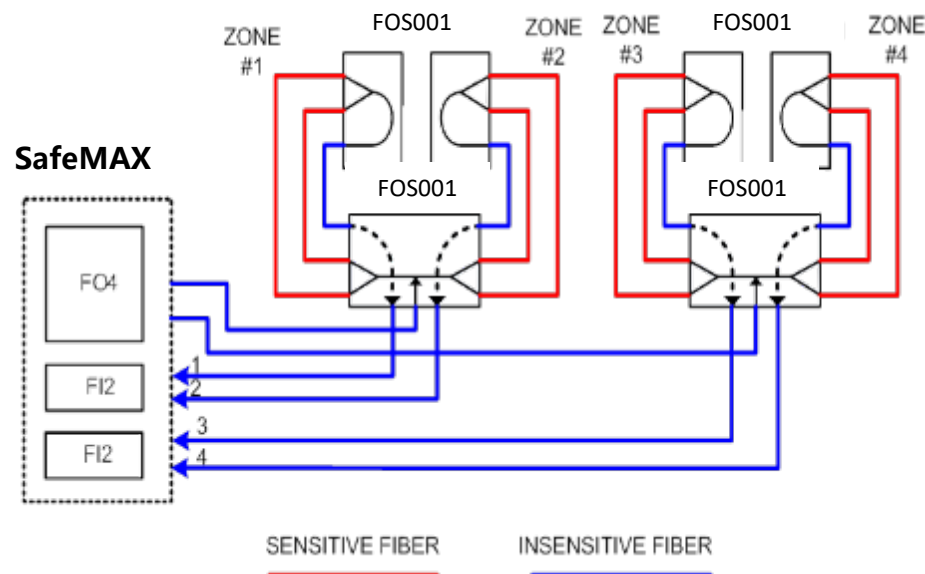 ZONE
#1
FOS001
ZONE
#2
ZONE
#3
FOS001
ZONE
#4
SafeMAX
FOS001
FOS001
FO4
FI2
FI2
1
2
3
4
SENSITIVE FIBER
INSENSITIVE FIBER